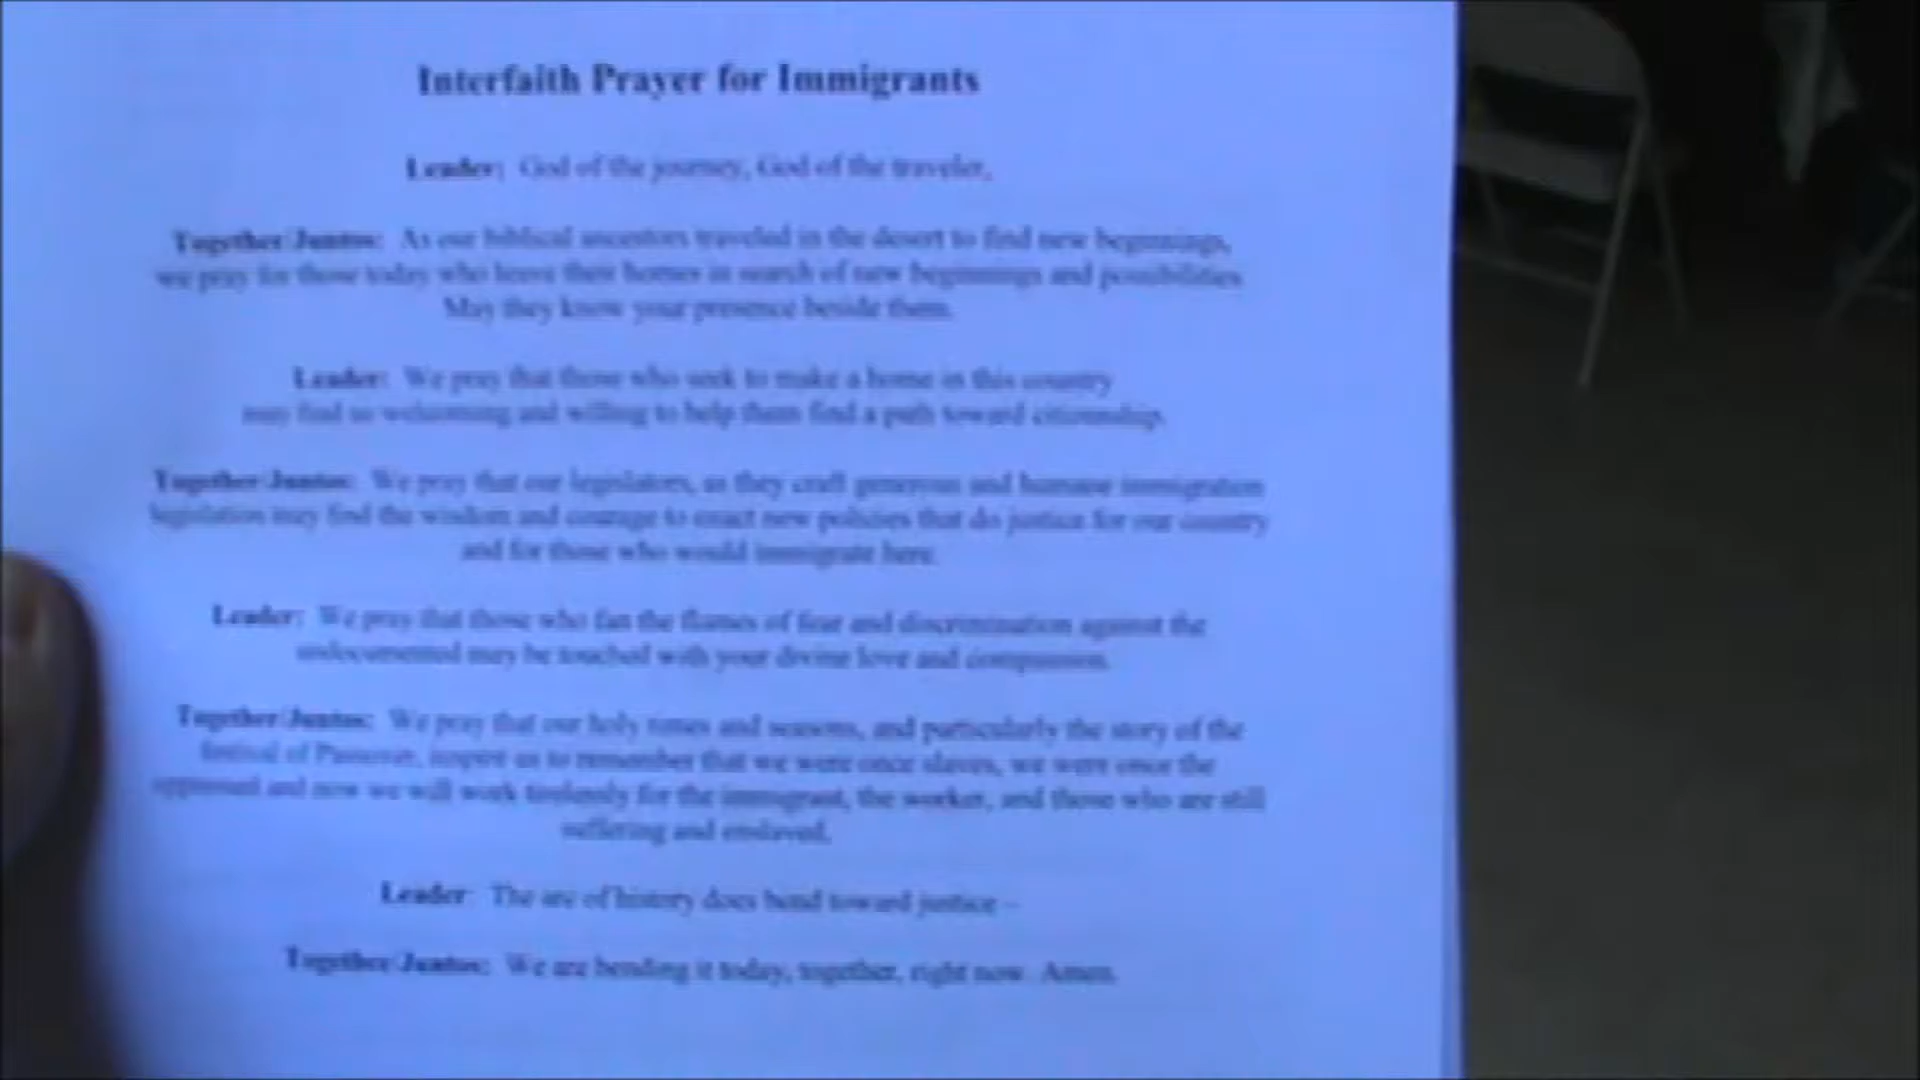 Interfaith Prayer for Immigrants
Leader: God of the journey, God of the traveler,
Together/Juntos: As our biblical ancestors traveled in the desert to find new beginnings,
we pray for those today who leave their homes in search of new beginnings and possibilities.
May they know your presence beside them.
Leader: We pray that those who seek to make a home in this country
may find us welcoming and willing to help them find a path toward citizenship.
Together/Juntos: We pray that our legislators, as they craft generous and humane immigration
legislation may find the wisdom and courage to enact new policies that do justice for our country
and for those who would immigrate here.
Leader: We pray that those who fan the flames of fear and discrimination against the
undocumented may be touched with your divine love and compassion.
Together/Juntos: We pray that our holy times and seasons, and particularly the story of the
festival of Passover, inspire us to remember that we were once slaves, we were once the
oppressed and now we will work tirelessly for the immigrant, the worker, and those who are still
suffering and enslaved.
Leader: The arc of history does bend toward justice –
Together/Juntos: We are bending it today, together, right now. Amen.